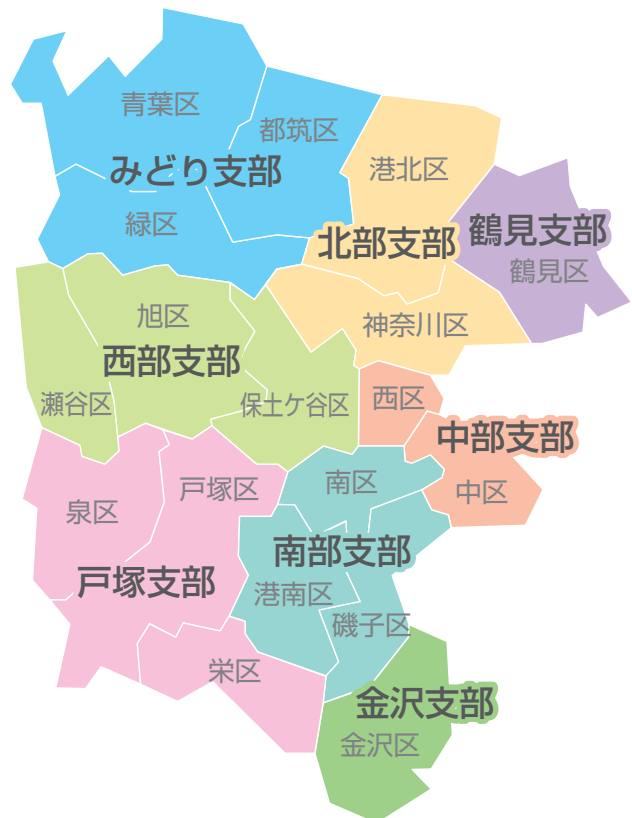 青葉区
都筑区
みどり支部
港北区
緑区
北部支部
鶴見支部
鶴見区
旭区
神奈川区
西部支部
瀬谷区
保土ケ谷区
西区
中部支部
戸塚区
南区
中区
泉区
南部支部
戸塚支部
港南区
磯子区
栄区
金沢支部
金沢区